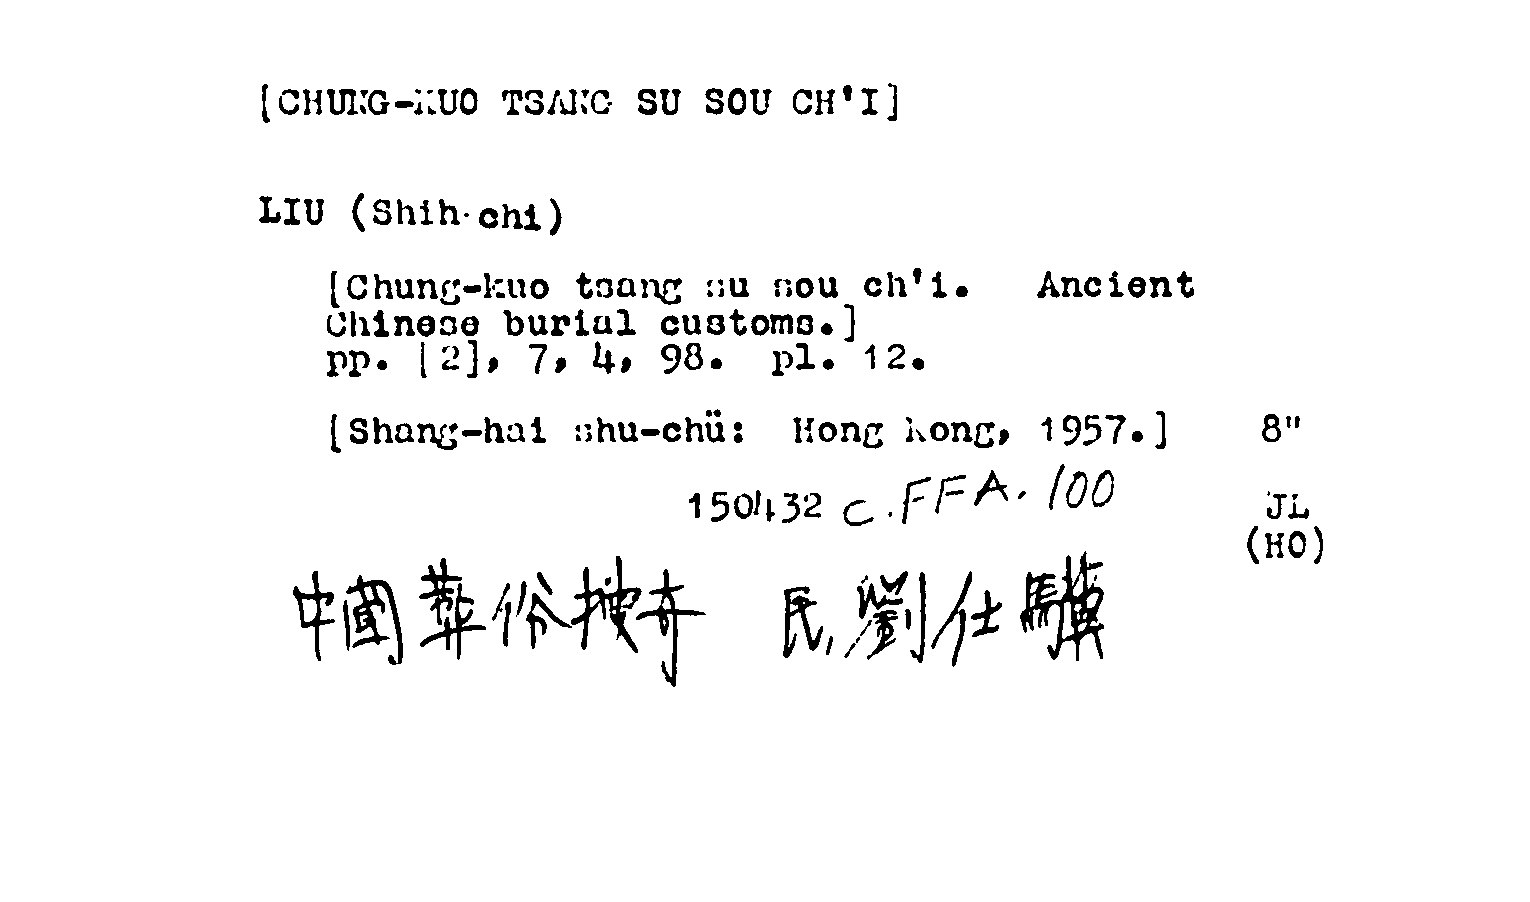 [CHUNG-KUO TSANG SU SOU CH'I]
LIU (Shih-chi)
[Chung-kuo tsang su sou ch'i. Ancient
Chinese burial customs.]
pp. [2], 7, 4, 98. pl. 12.
[Shang-hai shu-chü: Hong Kong, 1957.] 8"
150432 c.FFA.100 JL
(HO)
中國葬俗搜奇 民劉仕驥